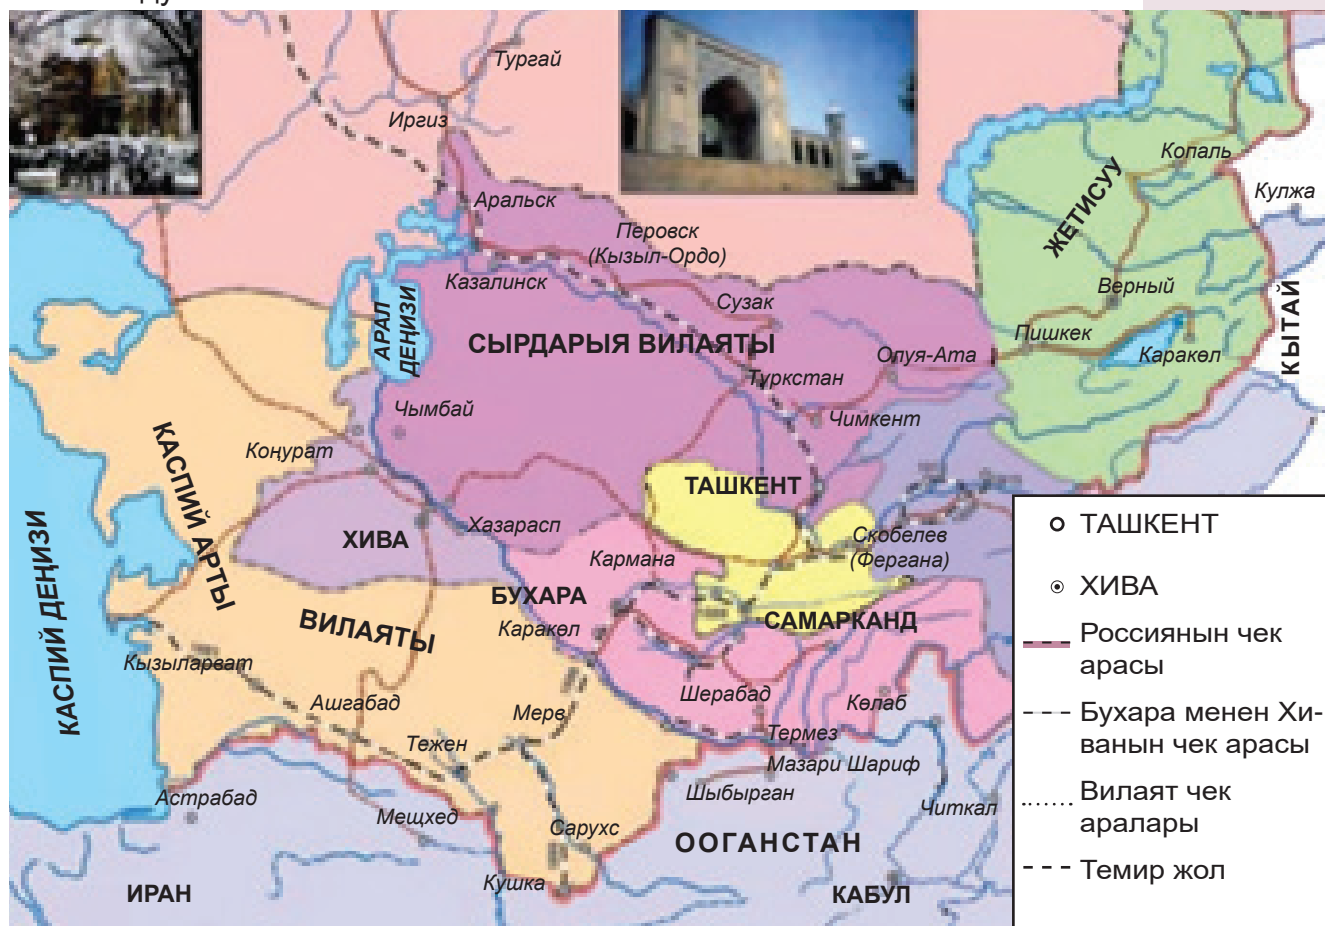 Тургай
Иргиз
Копаль
Кулжа
ЖЕТИСУУ
Аральск
Перовск
(Кызыл-Ордо)
Казалинск
Сузак
Верный
АРАЛ
ДЕҢИЗИ
СЫРДАРЫЯ ВИЛАЯТЫ
Пишкек
Олуя-Ата
Каракөл
КЫТАЙ
Түркстан
Чымбай
Чимкент
Коңурат
КАСПИЙ АРТЫ
ТАШКЕНТ
ХИВА
Хазарасп
Скобелев
(Фергана)
Кармана
КАСПИЙ ДЕҢИЗИ
БУХАРА
САМАРКАНД
ВИЛАЯТЫ
Каракөл
Кызыларват
Ашгабад
Мерв
Шерабад
Көлаб
Тежен
Термез
Мазари Шариф
Астрабад
Мещхед
Шыбырган
Читкал
Сарухс
ООГАНСТАН
Кушка
ИРАН
КАБУЛ
ТАШКЕНТ
ХИВА
Россиянын чек
арасы
Бухара менен Хи-
ванын чек арасы
Вилаят чек
аралары
Темир жол